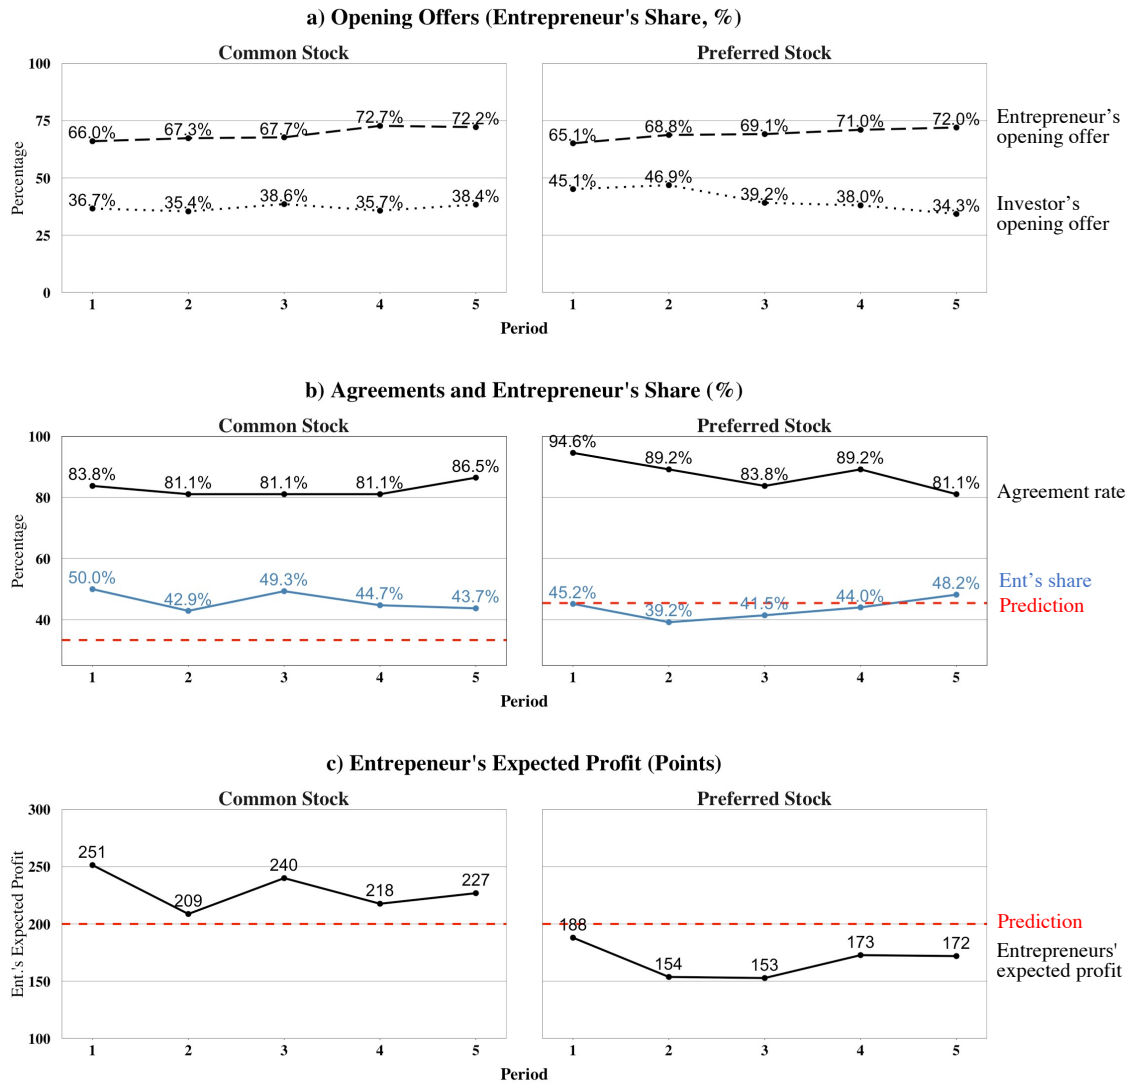 a) Opening Offers (Entrepreneur's Share, %)
Common Stock
Preferred Stock
Percentage
100
75
50
25
0
66.0%
67.3%
67.7%
72.7%
72.2%
36.7%
35.4%
38.6%
35.7%
38.4%
65.1%
68.8%
69.1%
71.0%
72.0%
45.1%
46.9%
39.2%
38.0%
34.3%
Entrepreneur’s
opening offer
Investor’s
opening offer
1 2 3 4 5
1 2 3 4 5
Period
b) Agreements and Entrepreneur's Share (%)
Common Stock
Preferred Stock
Percentage
100
80
60
40
83.8%
81.1%
81.1%
81.1%
86.5%
50.0%
42.9%
49.3%
44.7%
43.7%
94.6%
89.2%
83.8%
89.2%
81.1%
45.2%
39.2%
41.5%
44.0%
48.2%
Agreement rate
Ent’s share
Prediction
1 2 3 4 5
1 2 3 4 5
Period
c) Entrepeneur's Expected Profit (Points)
Common Stock
Preferred Stock
Ent.'s Expected Profit
300
250
200
150
100
251
209
240
218
227
188
154
153
173
172
Prediction
Entrepreneurs'
expected profit
1 2 3 4 5
1 2 3 4 5
Period